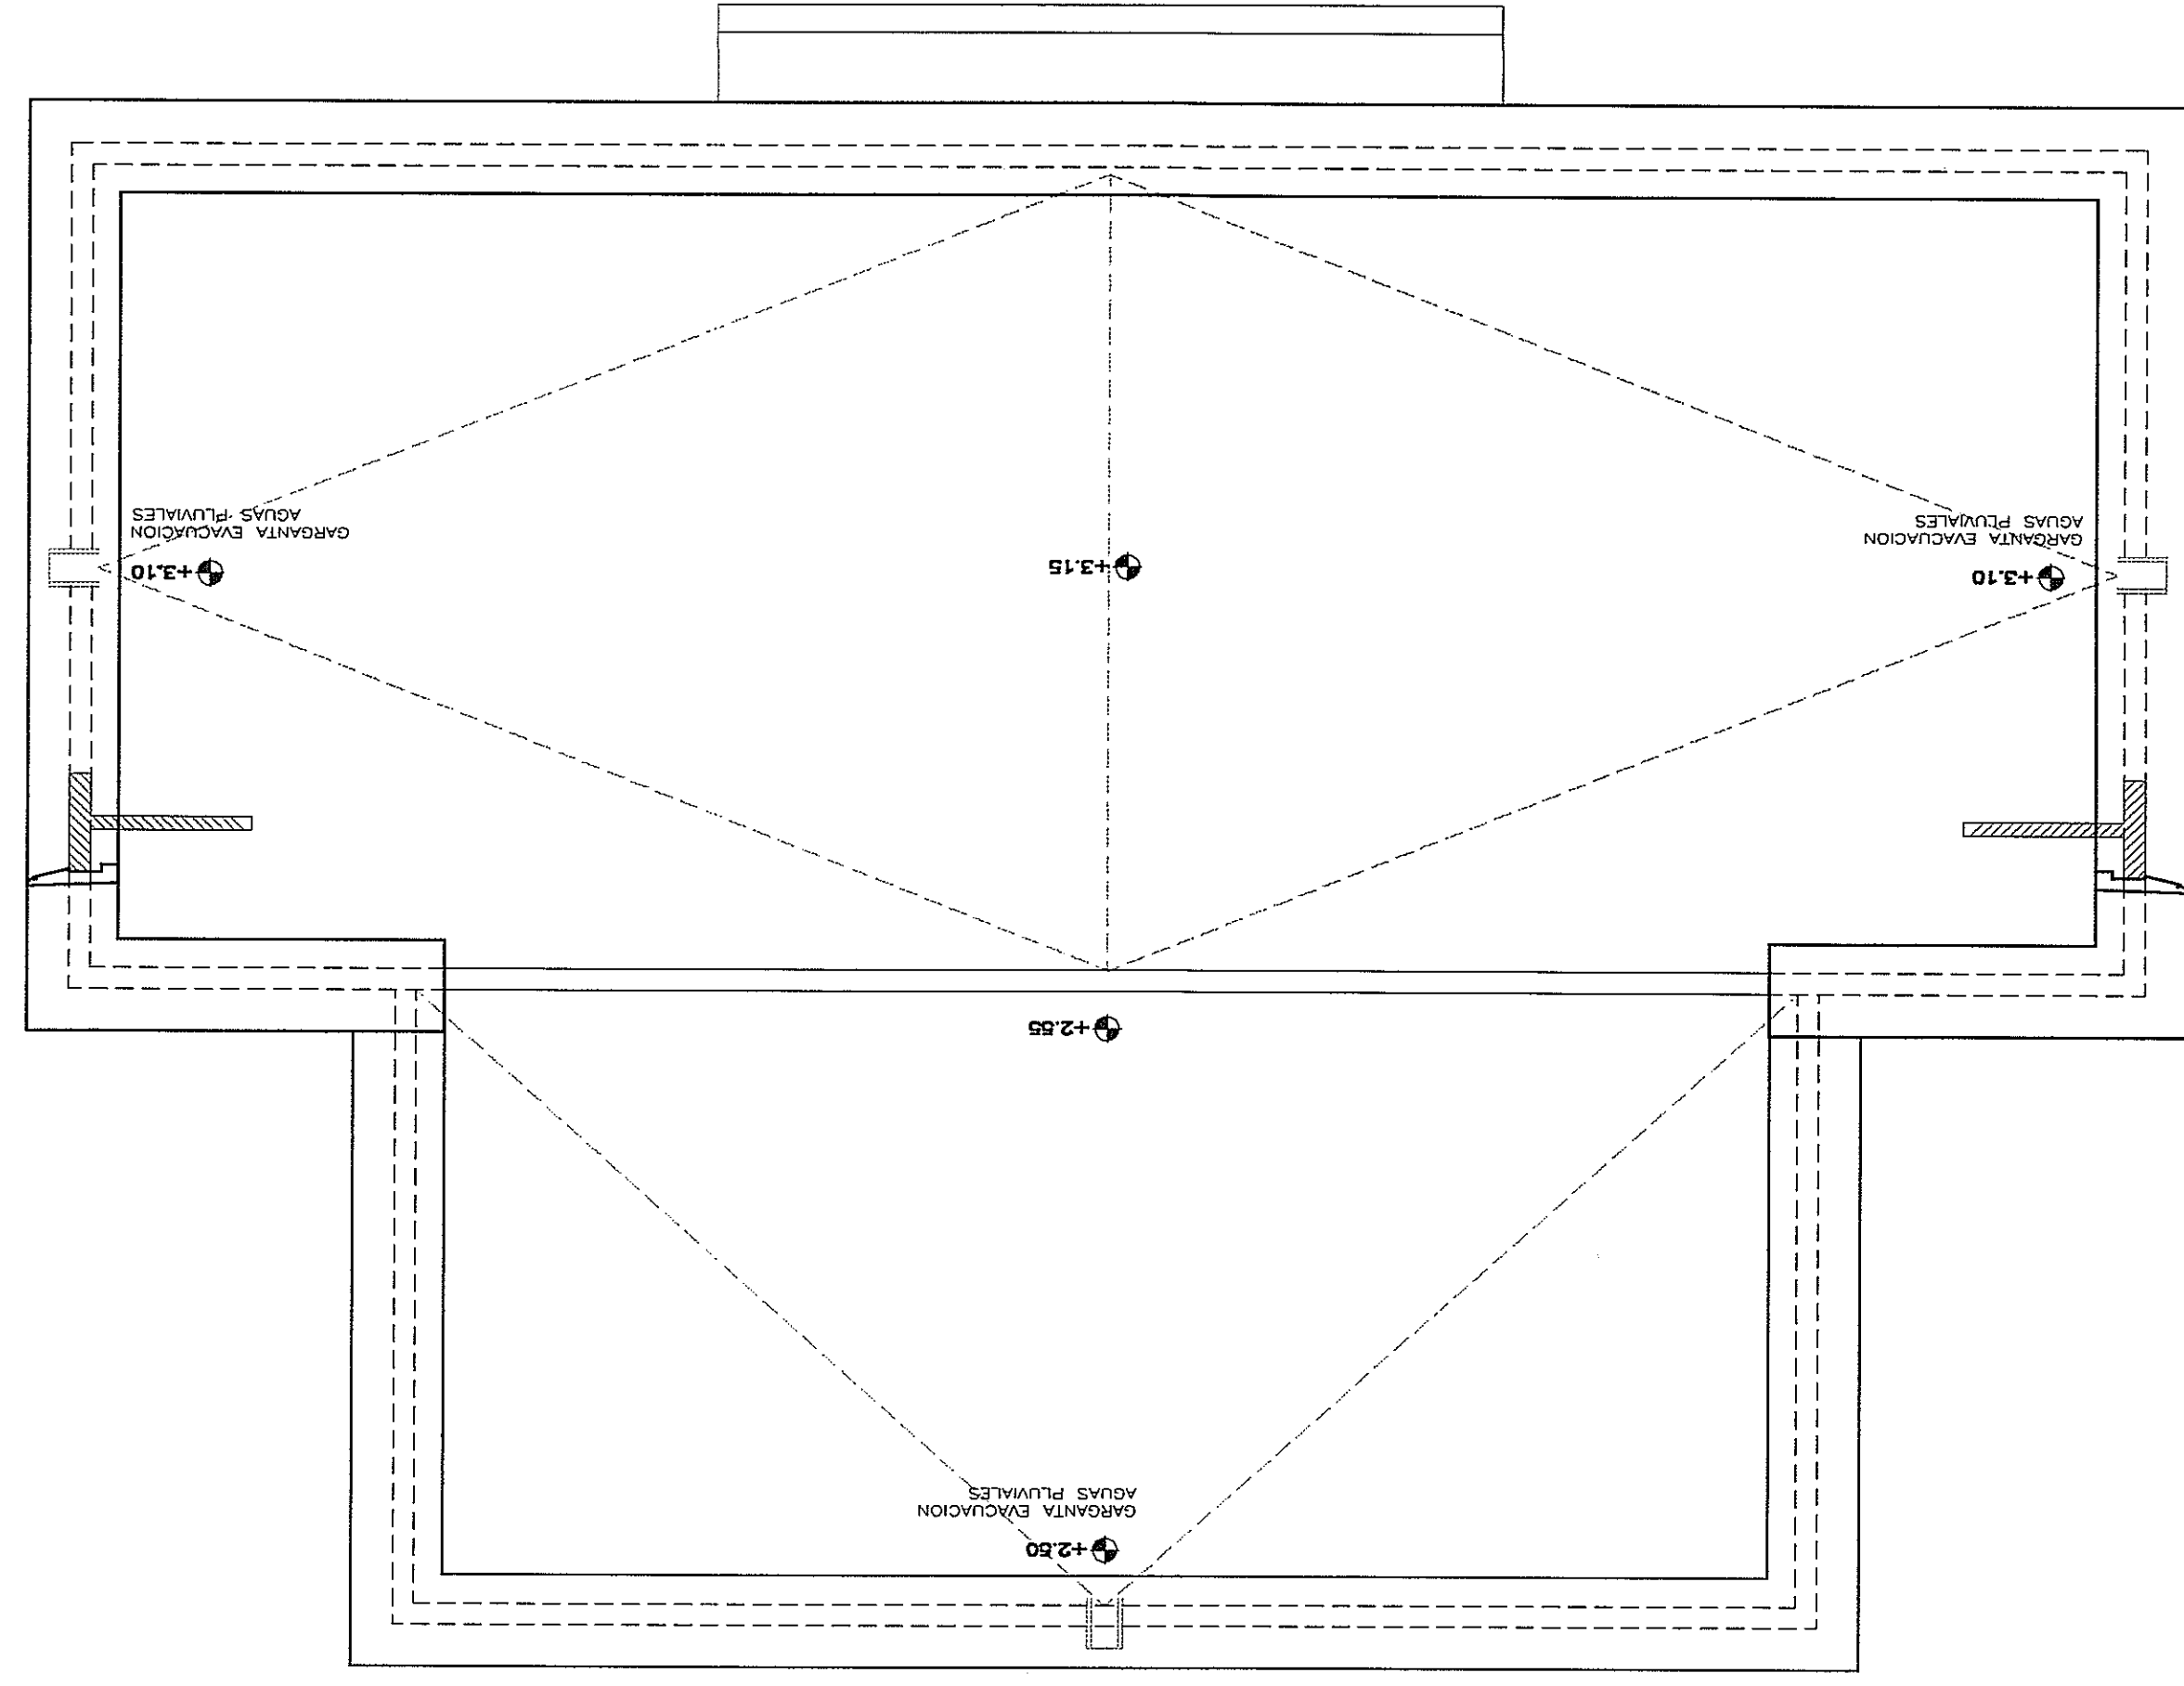 +2.50
GARGANTA EVACUACION
AGUAS PLUVIALES
+2.55
+3.10
GARGANTA EVACUACION
AGUAS PLUVIALES
+3.15
+3.10
GARGANTA EVACUACION
AGUAS PLUVIALES